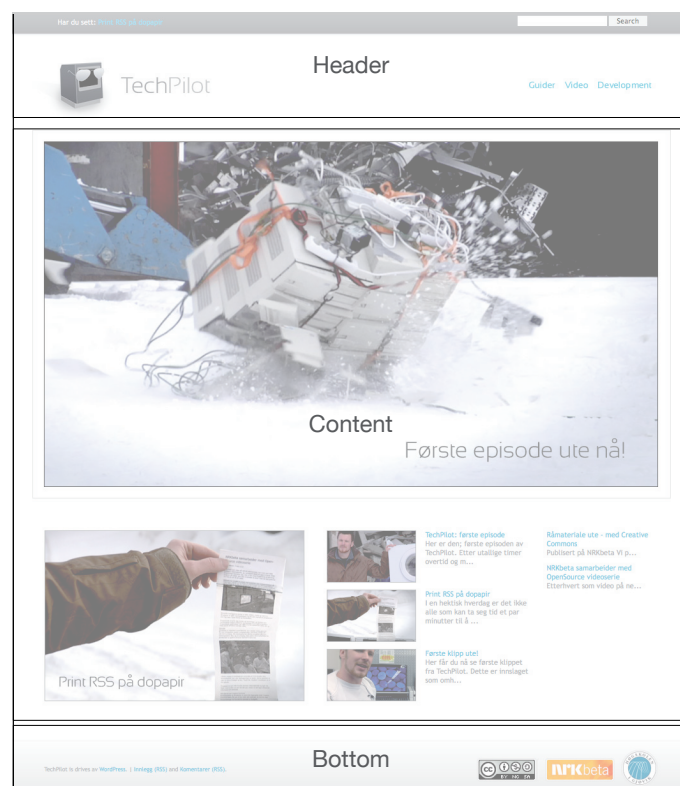 Har du sett: Print RSS på dopapir
Search
Header
TechPilot
Guider Video Development
Content
Første episode ute nå!
Print RSS på dopapir
TechPilot: første episode
Her er den; første episoden av
TechPilot. Etter utallige timer
overtid og m...
Print RSS på dopapir
I en hektisk hverdag er det ikke
alle som kan ta seg tid et par
minutter til å ...
Første klipp ute!
Her får du nå se første klippet
fra TechPilot. Dette er innslaget
som omh...
Råmateriale ute - med Creative
Commons
Publisert på NRKbeta Vi p...
NRKbeta samarbeider med
OpenSource videoserie
Etterhvert som video på ne...
Bottom
TechPilot is drives av WordPress. | Innlegg (RSS) and Kommentarer (RSS).
cc
BY NC SA
NRKbeta